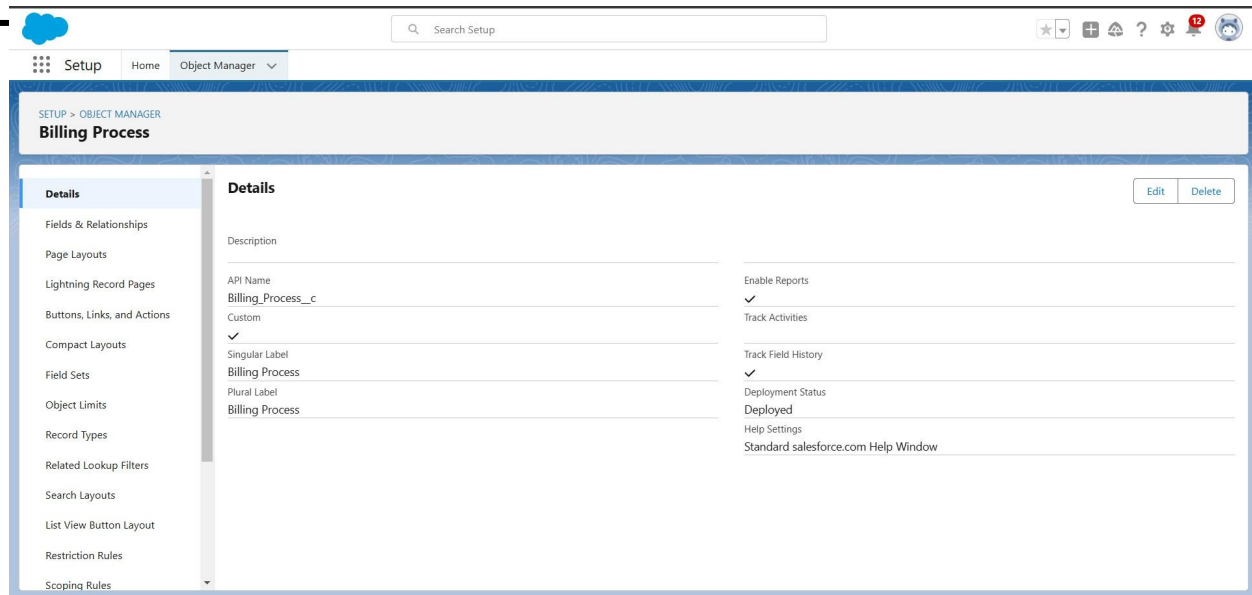 Search Setup
12
Setup
Home
Object Manager
SETUP > OBJECT MANAGER
Billing Process
Details
Fields & Relationships
Page Layouts
Lightning Record Pages
Buttons, Links, and Actions
Compact Layouts
Field Sets
Object Limits
Record Types
Related Lookup Filters
Search Layouts
List View Button Layout
Restriction Rules
Scoping Rules
Details
Edit
Delete
Description
API Name
Billing_Process__c
Custom
Singular Label
Billing Process
Plural Label
Billing Process
Enable Reports
Track Activities
Track Field History
Deployment Status
Deployed
Help Settings
Standard salesforce.com Help Window